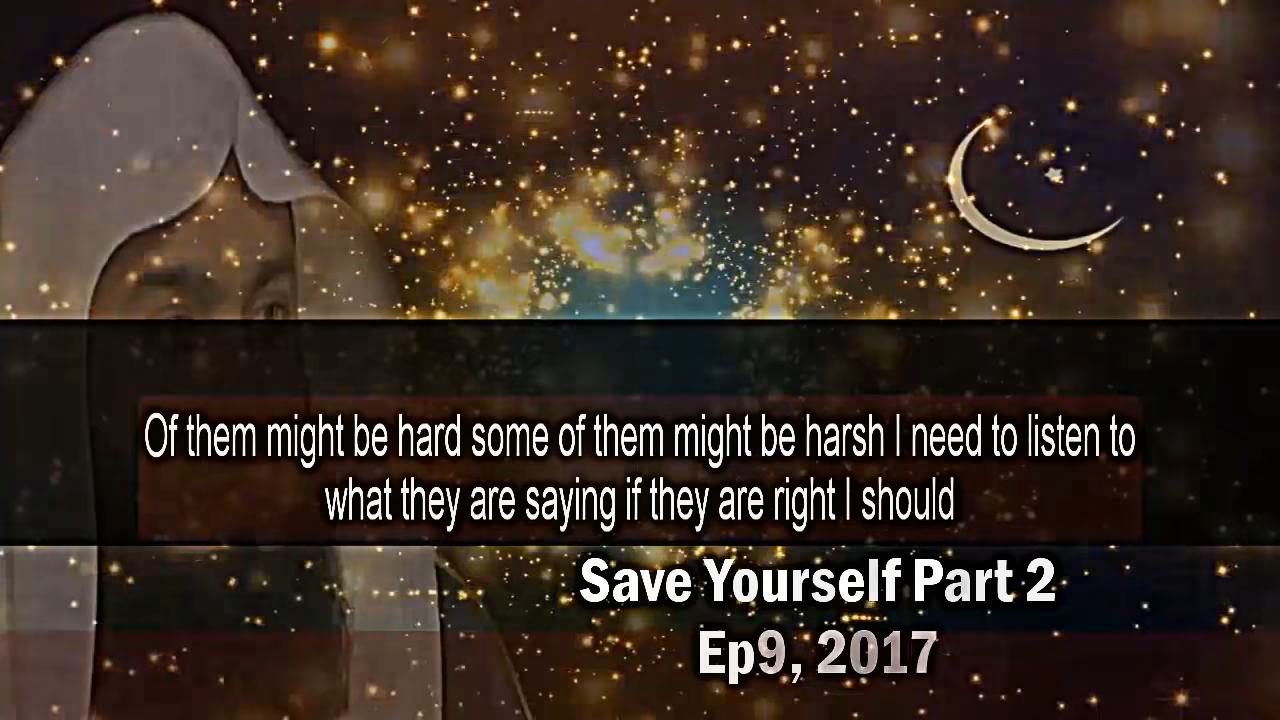 Of them might be hard some of them might be harsh I need to listen to
what they are saying if they are right I should
Save Yourself Part 2
Ep9, 2017